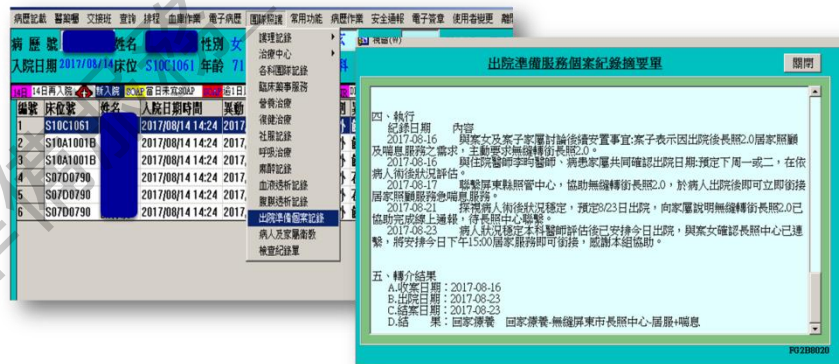 病歷記載 醫囑區 交接班 查詢 排程 血庫作業 電子病歷 團隊照護 常用功能 病歷作業 安全通報 電子簽章 使用者變更 離開
病歷號 姓名 性別 女
入院日期 2017/08/14 床位 S10C1061 年齡 71
14日 14日再入院 新入院 SOAP 當日未寫SOAP
編號 床位號 姓名 入院日期時間 異動
1 S10C1061 2017/08/14 14:24 2017
2 S10A1001B 2017/08/14 14:24 2017
3 S10A1001B 2017/08/14 14:24 2017
4 S07D0790 2017/08/14 14:24 2017
5 S07D0790 2017/08/14 14:24 2017
6 S07D0790 2017/08/14 14:24 2017
護理記錄
治療中心
各科團隊記錄
臨床藥事服務
營養治療
復健治療
社服記錄
呼吸治療
麻醉記錄
血液透析記錄
腹膜透析記錄
出院準備個案記錄
病人及家屬衛教
檢查紀錄單
視窗(W)
出院準備服務個案紀錄摘要單
關閉
四、執行
紀錄日期 內容
2017-08-16 與案女及案子家屬討論後續安置事宜:案子表示因出院後長照2.0居家照顧
及喘息服務之需求，主動要求無縫轉銜長照2.0。
2017-08-16 與住院醫師李昀醫師、病患家屬共同確認出院日期:預定下周一或二，在依
病人術後狀況評估。
2017-08-17 聯繫屏東縣照管中心，協助無縫轉銜長照2.0，於病人出院後即可立即銜接
居家照顧服務急喘息服務。
2017-08-21 探視病人術後狀況穩定，預定8/23日出院，向家屬說明無縫轉銜長照2.0已
協助完成線上通報，待長照中心聯繫。
2017-08-23 病人狀況穩定本科醫師評估後已安排今日出院，與案女確認長照中心已連
繫，將安排今日下午15:00居家服務即可銜接，感謝本組協助。
五、轉介結果
A.收案日期：2017-08-16
B.出院日期：2017-08-23
C.結案日期：2017-08-23
D.結 果：回家療養 回家療養-無縫屏東市長照中心-居服+喘息
PG2B8020